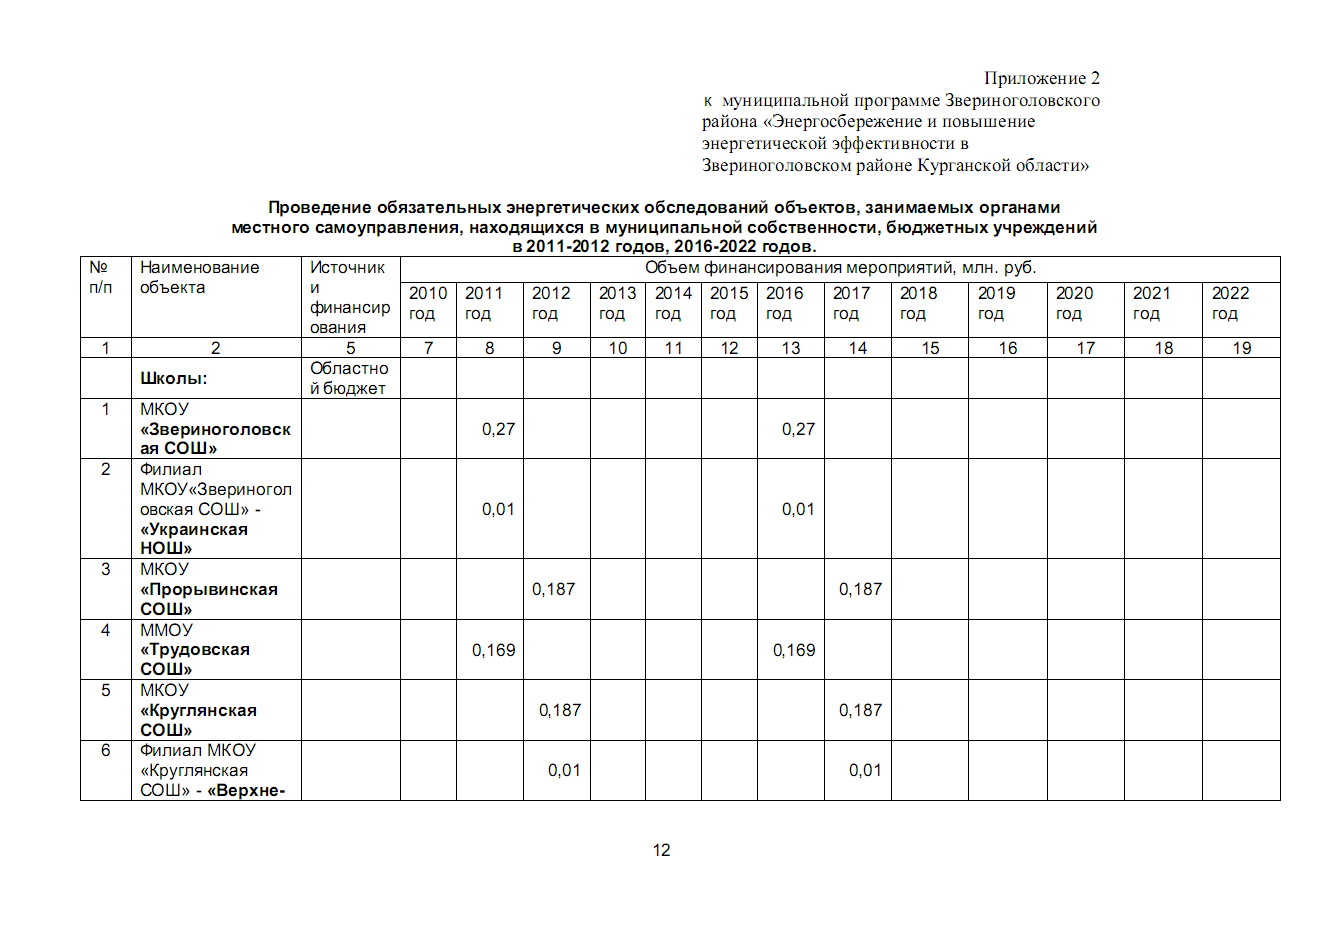 Приложение 2
к муниципальной программе Звериноголовского
района «Энергосбережение и повышение
энергетической эффективности в
Звериноголовском районе Курганской области»
Проведение обязательных энергетических обследований объектов, занимаемых органами
местного самоуправления, находящихся в муниципальной собственности, бюджетных учреждений
в 2011-2012 годов, 2016-2022 годов.
№
п/п
Наименование
объекта
Источник
и
финансир
ования
Объем финансирования мероприятий, млн. руб.
2010
год
2011
год
2012
год
2013
год
2014
год
2015
год
2016
год
2017
год
2018
год
2019
год
2020
год
2021
год
2022
год
1 2 5 7 8 9 10 11 12 13 14 15 16 17 18 19
Школы:
Областно
й бюджет
1
МКОУ
«Звериноголовск
ая СОШ»
0,27 0,27
2
Филиал
МКОУ«Звериногол
овская СОШ» -
«Украинская
НОШ»
0,01 0,01
3
МКОУ
«Прорывинская
СОШ»
0,187 0,187
4
ММОУ
«Трудовская
СОШ»
0,169 0,169
5
МКОУ
«Круглянская
СОШ»
0,187 0,187
6
Филиал МКОУ
«Круглянская
СОШ» - «Верхне-
0,01 0,01
12